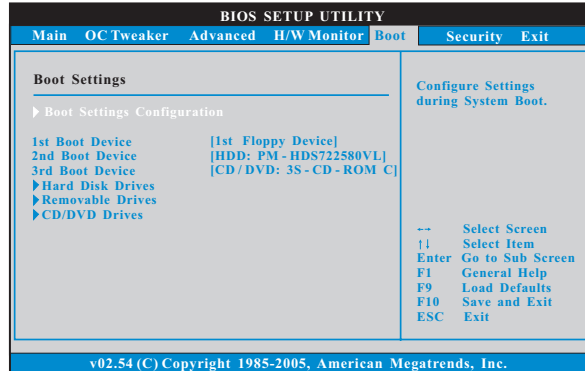 BIOS SETUP UTILITY
Main OC Tweaker Advanced H/W Monitor Boot Security Exit
Boot Settings
Boot Settings Configuration
1st Boot Device [1st Floppy Device]
2nd Boot Device [HDD: PM-HDS722580VL]
3rd Boot Device [CD/DVD: 3S-CD-ROM C]
Hard Disk Drives
Removable Drives
CD/DVD Drives
Configure Settings
during System Boot.
←→ Select Screen
↑↓ Select Item
Enter Go to Sub Screen
F1 General Help
F9 Load Defaults
F10 Save and Exit
ESC Exit
v02.54 (C) Copyright 1985-2005, American Megatrends, Inc.